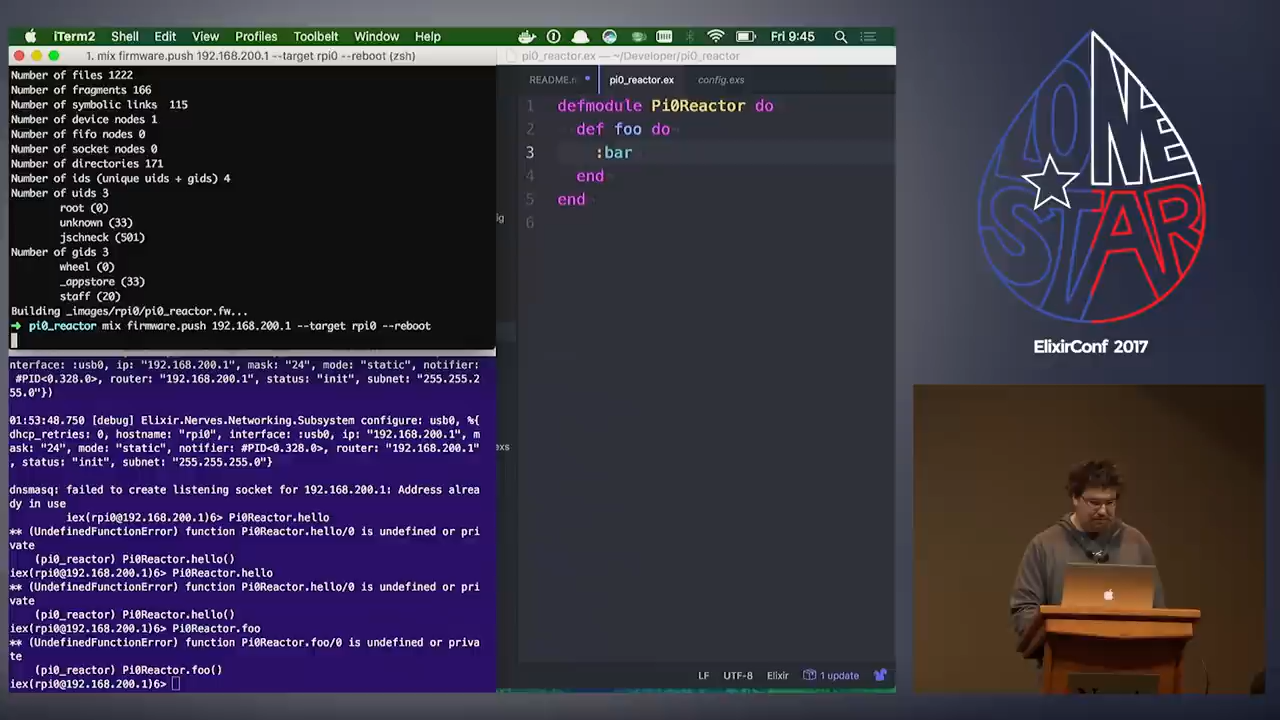 iTerm2 Shell Edit View Profiles Toolbelt Window Help Fri 9:45
1. mix firmware.push 192.168.200.1 --target rpi0 --reboot (zsh)
Number of files 1222
Number of fragments 166
Number of symbolic links  115
Number of device nodes 1
Number of fifo nodes 0
Number of socket nodes 0
Number of directories 171
Number of ids (unique uids + gids) 4
Number of uids 3
root (0)
unknown (33)
jschneck (501)
Number of gids 3
wheel (0)
_appstore (33)
staff (20)
Building _images/rpi0/pi0_reactor.fw...
→ pi0_reactor mix firmware.push 192.168.200.1 --target rpi0 --reboot
nterface: :usb0, ip: "192.168.200.1", mask: "24", mode: "static", notifier:
#PID<0.328.0>, router: "192.168.200.1", status: "init", subnet: "255.255.2
55.0"})
01:53:48.750 [debug] Elixir.Nerves.Networking.Subsystem configure: usb0, %{
dhcp_retries: 0, hostname: "rpi0", interface: :usb0, ip: "192.168.200.1", m
ask: "24", mode: "static", notifier: #PID<0.328.0>, router: "192.168.200.1"
, status: "init", subnet: "255.255.255.0"}
dnsmasq: failed to create listening socket for 192.168.200.1: Address alrea
dy in use
iex(rpi0@192.168.200.1)6> Pi0Reactor.hello
** (UndefinedFunctionError) function Pi0Reactor.hello/0 is undefined or pri
vate
(pi0_reactor) Pi0Reactor.hello()
iex(rpi0@192.168.200.1)6> Pi0Reactor.hello
** (UndefinedFunctionError) function Pi0Reactor.hello/0 is undefined or pri
vate
(pi0_reactor) Pi0Reactor.hello()
iex(rpi0@192.168.200.1)6> Pi0Reactor.foo
** (UndefinedFunctionError) function Pi0Reactor.foo/0 is undefined or priva
te
(pi0_reactor) Pi0Reactor.foo()
iex(rpi0@192.168.200.1)6>
pi0_reactor.ex — ~/Developer/pi0_reactor
pi0_reactor.ex config.exs
1 defmodule Pi0Reactor do
2 def foo do
3 :bar
4 end
5 end
6
LF UTF-8 Elixir 1 update
LONE
STAR
ElixirConf 2017